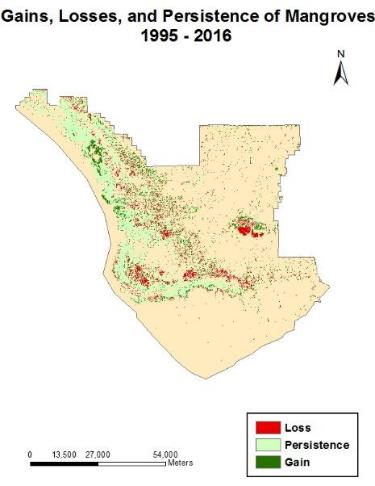 Gains, Losses, and Persistence of Mangroves
1995 - 2016
N
Loss
Persistence
Gain
0 13,500 27,000 54,000
Meters